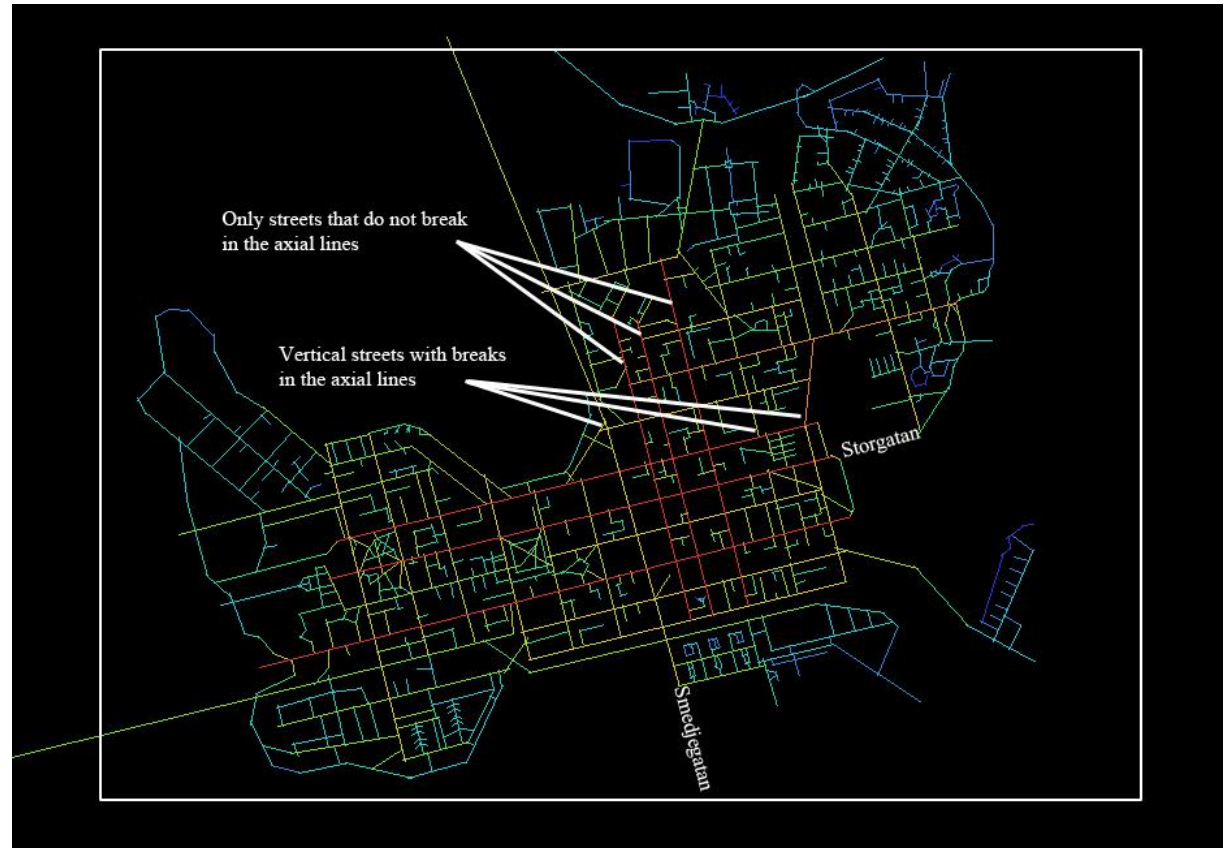 Only streets that do not break
in the axial lines
Vertical streets with breaks
in the axial lines
Storgatan
Smedjegatan